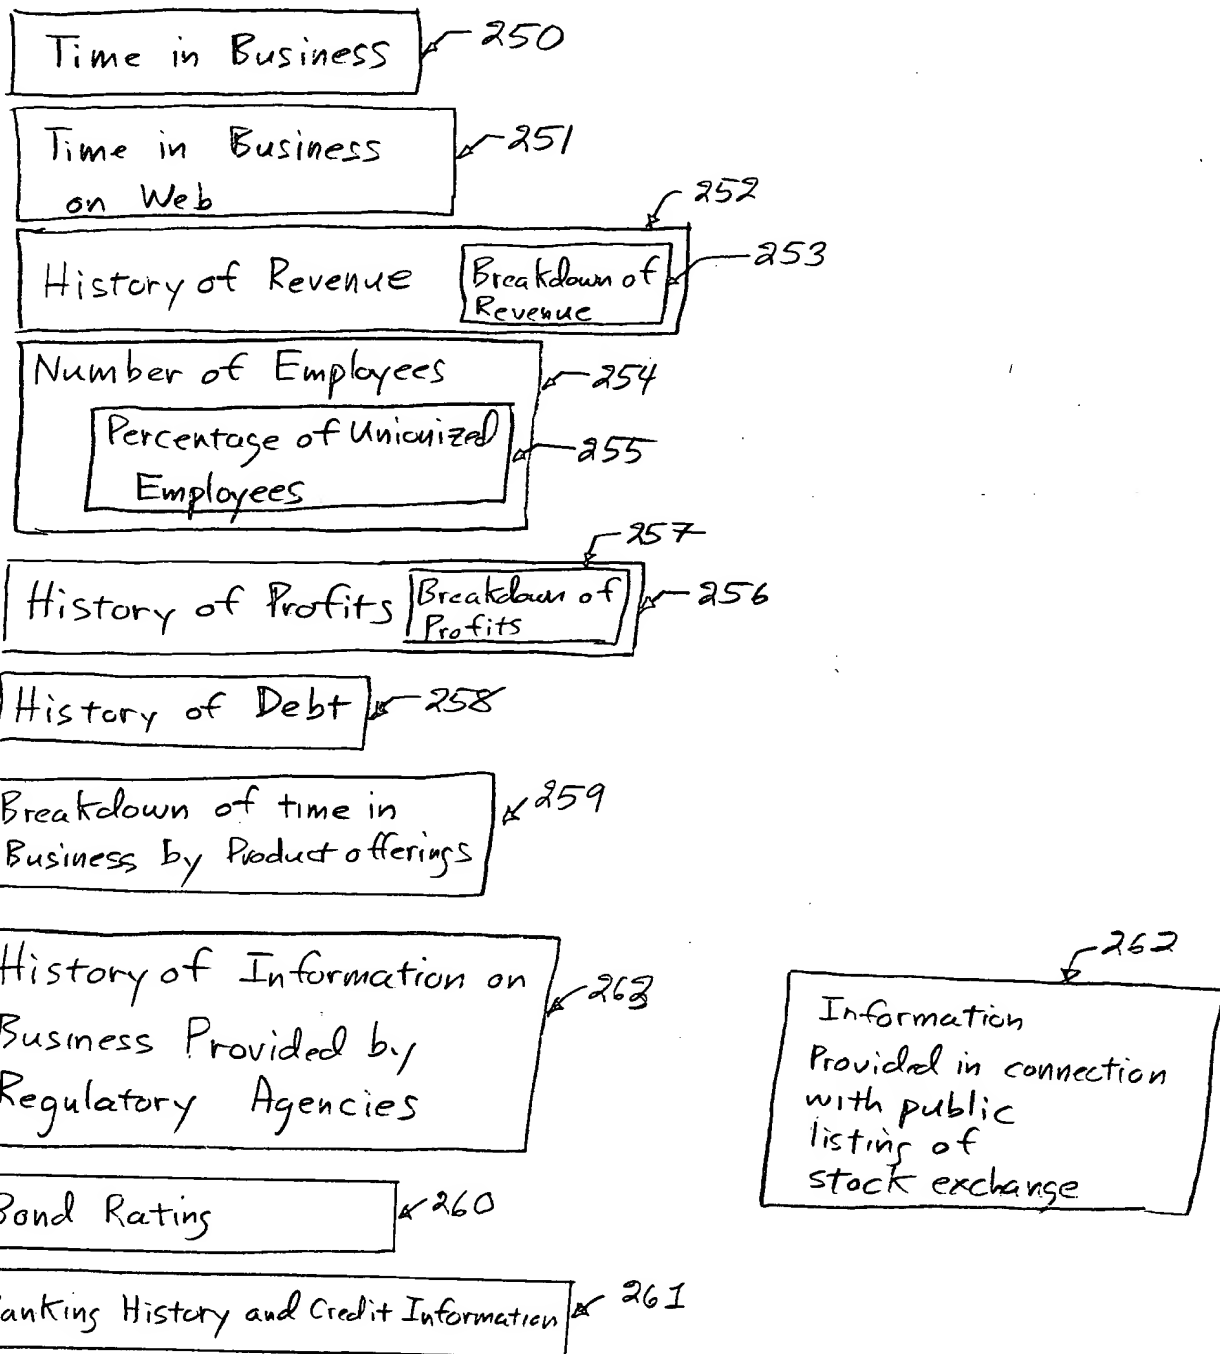 Time in Business
250
Time in Business
on Web
251
252
History of Revenue
Breakdown of
Revenue
253
Number of Employees
254
Percentage of Unionized
Employees
255
257
History of Profits
Breakdown of
Profits
256
History of Debt
258
Breakdown of time in
Business by Product offerings
259
History of Information on
Business Provided by
Regulatory Agencies
263
262
Information
Provided in connection
with public
listing of
stock exchange
Bond Rating
260
Banking History and Credit Information
261